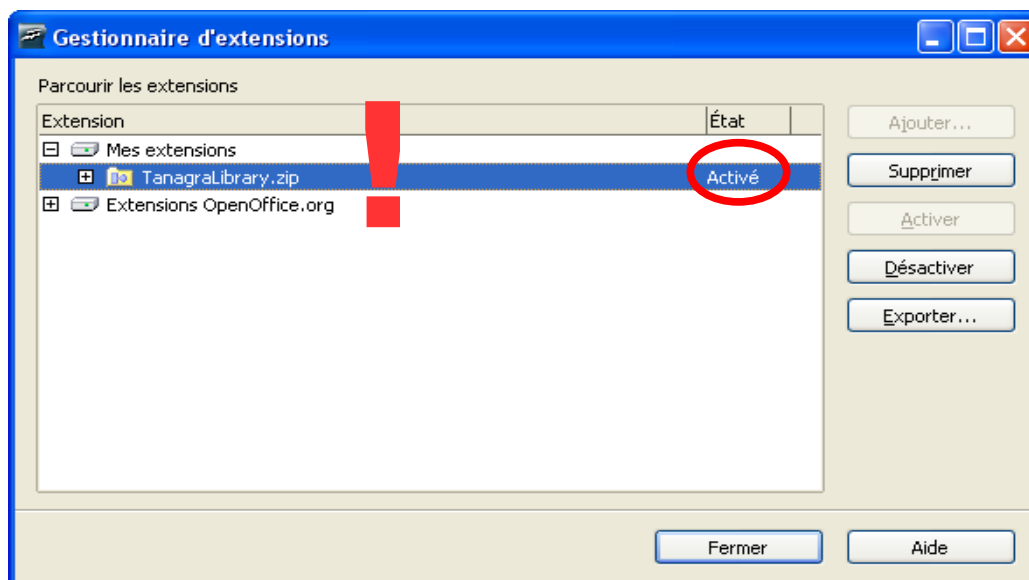 Gestionnaire d'extensions
Parcourir les extensions
Extension État
Mes extensions
TanagraLibrary.zip Activé
Extensions OpenOffice.org
!
Ajouter...
Supprimer
Activer
Désactiver
Exporter...
Fermer Aide